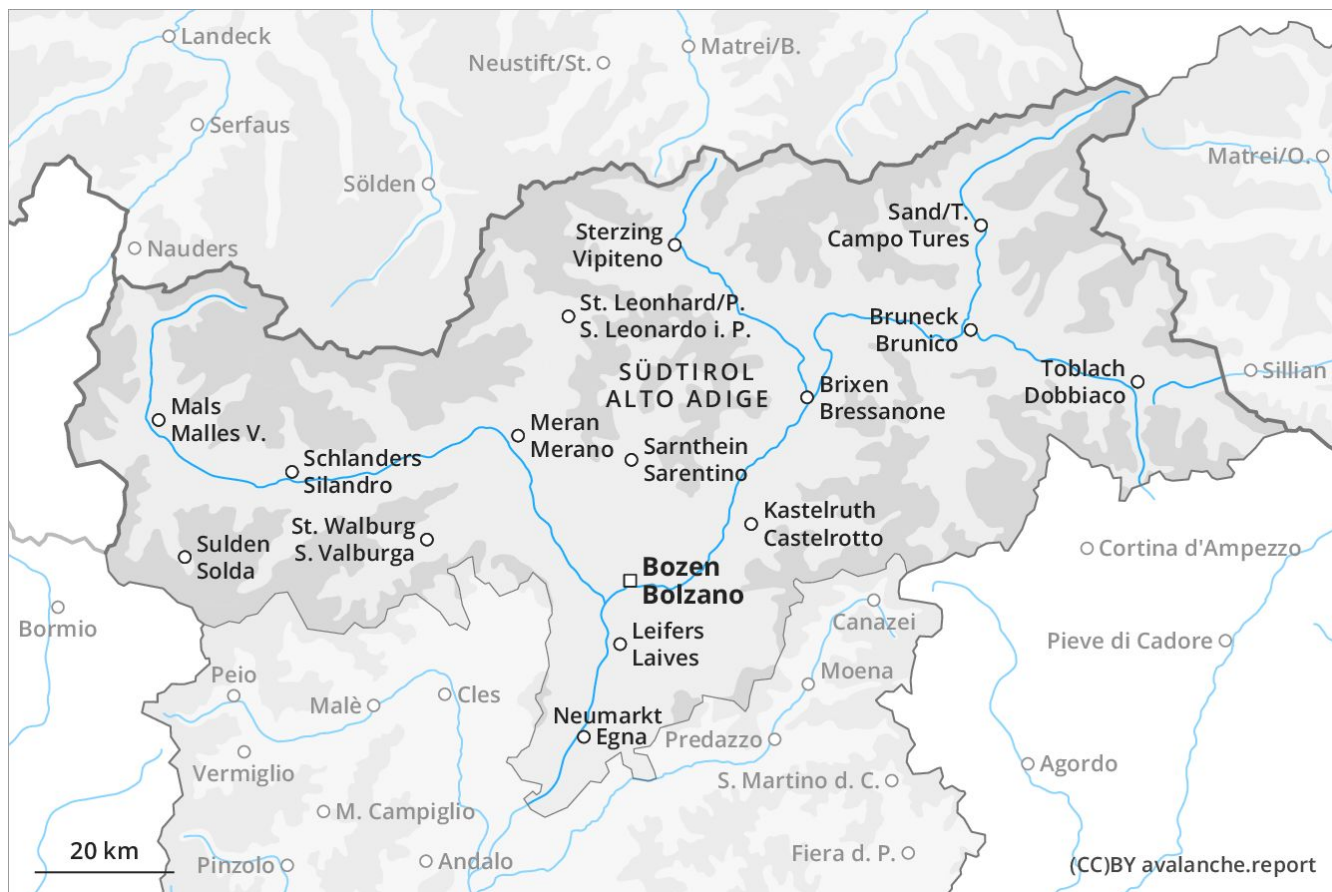 Landeck
Matrei/B.
Neustift/St.
Serfaus
Matrei/O.
Sölden
Sand/T.
Campo Tures
Sterzing
Vipiteno
Nauders
St. Leonhard/P.
S. Leonardo i. P.
Bruneck
Brunico
SÜDTIROL
ALTO ADIGE
Toblach
Dobbiaco
Sillian
Brixen
Bressanone
Mals
Malles V.
Meran
Merano
Schlanders
Silandro
Sarnthein
Sarentino
Kastelruth
Castelrotto
St. Walburg
S. Valburga
Sulden
Solda
Cortina d'Ampezzo
Bozen
Bolzano
Bormio
Canazei
Leifers
Laives
Pieve di Cadore
Peio
Moena
Malè
Cles
Neumarkt
Egna
Predazzo
Vermiglio
Agordo
S. Martino d. C.
M. Campiglio
20 km
Pinzolo
Andalo
Fiera d. P.
(CC)BY avalanche.report